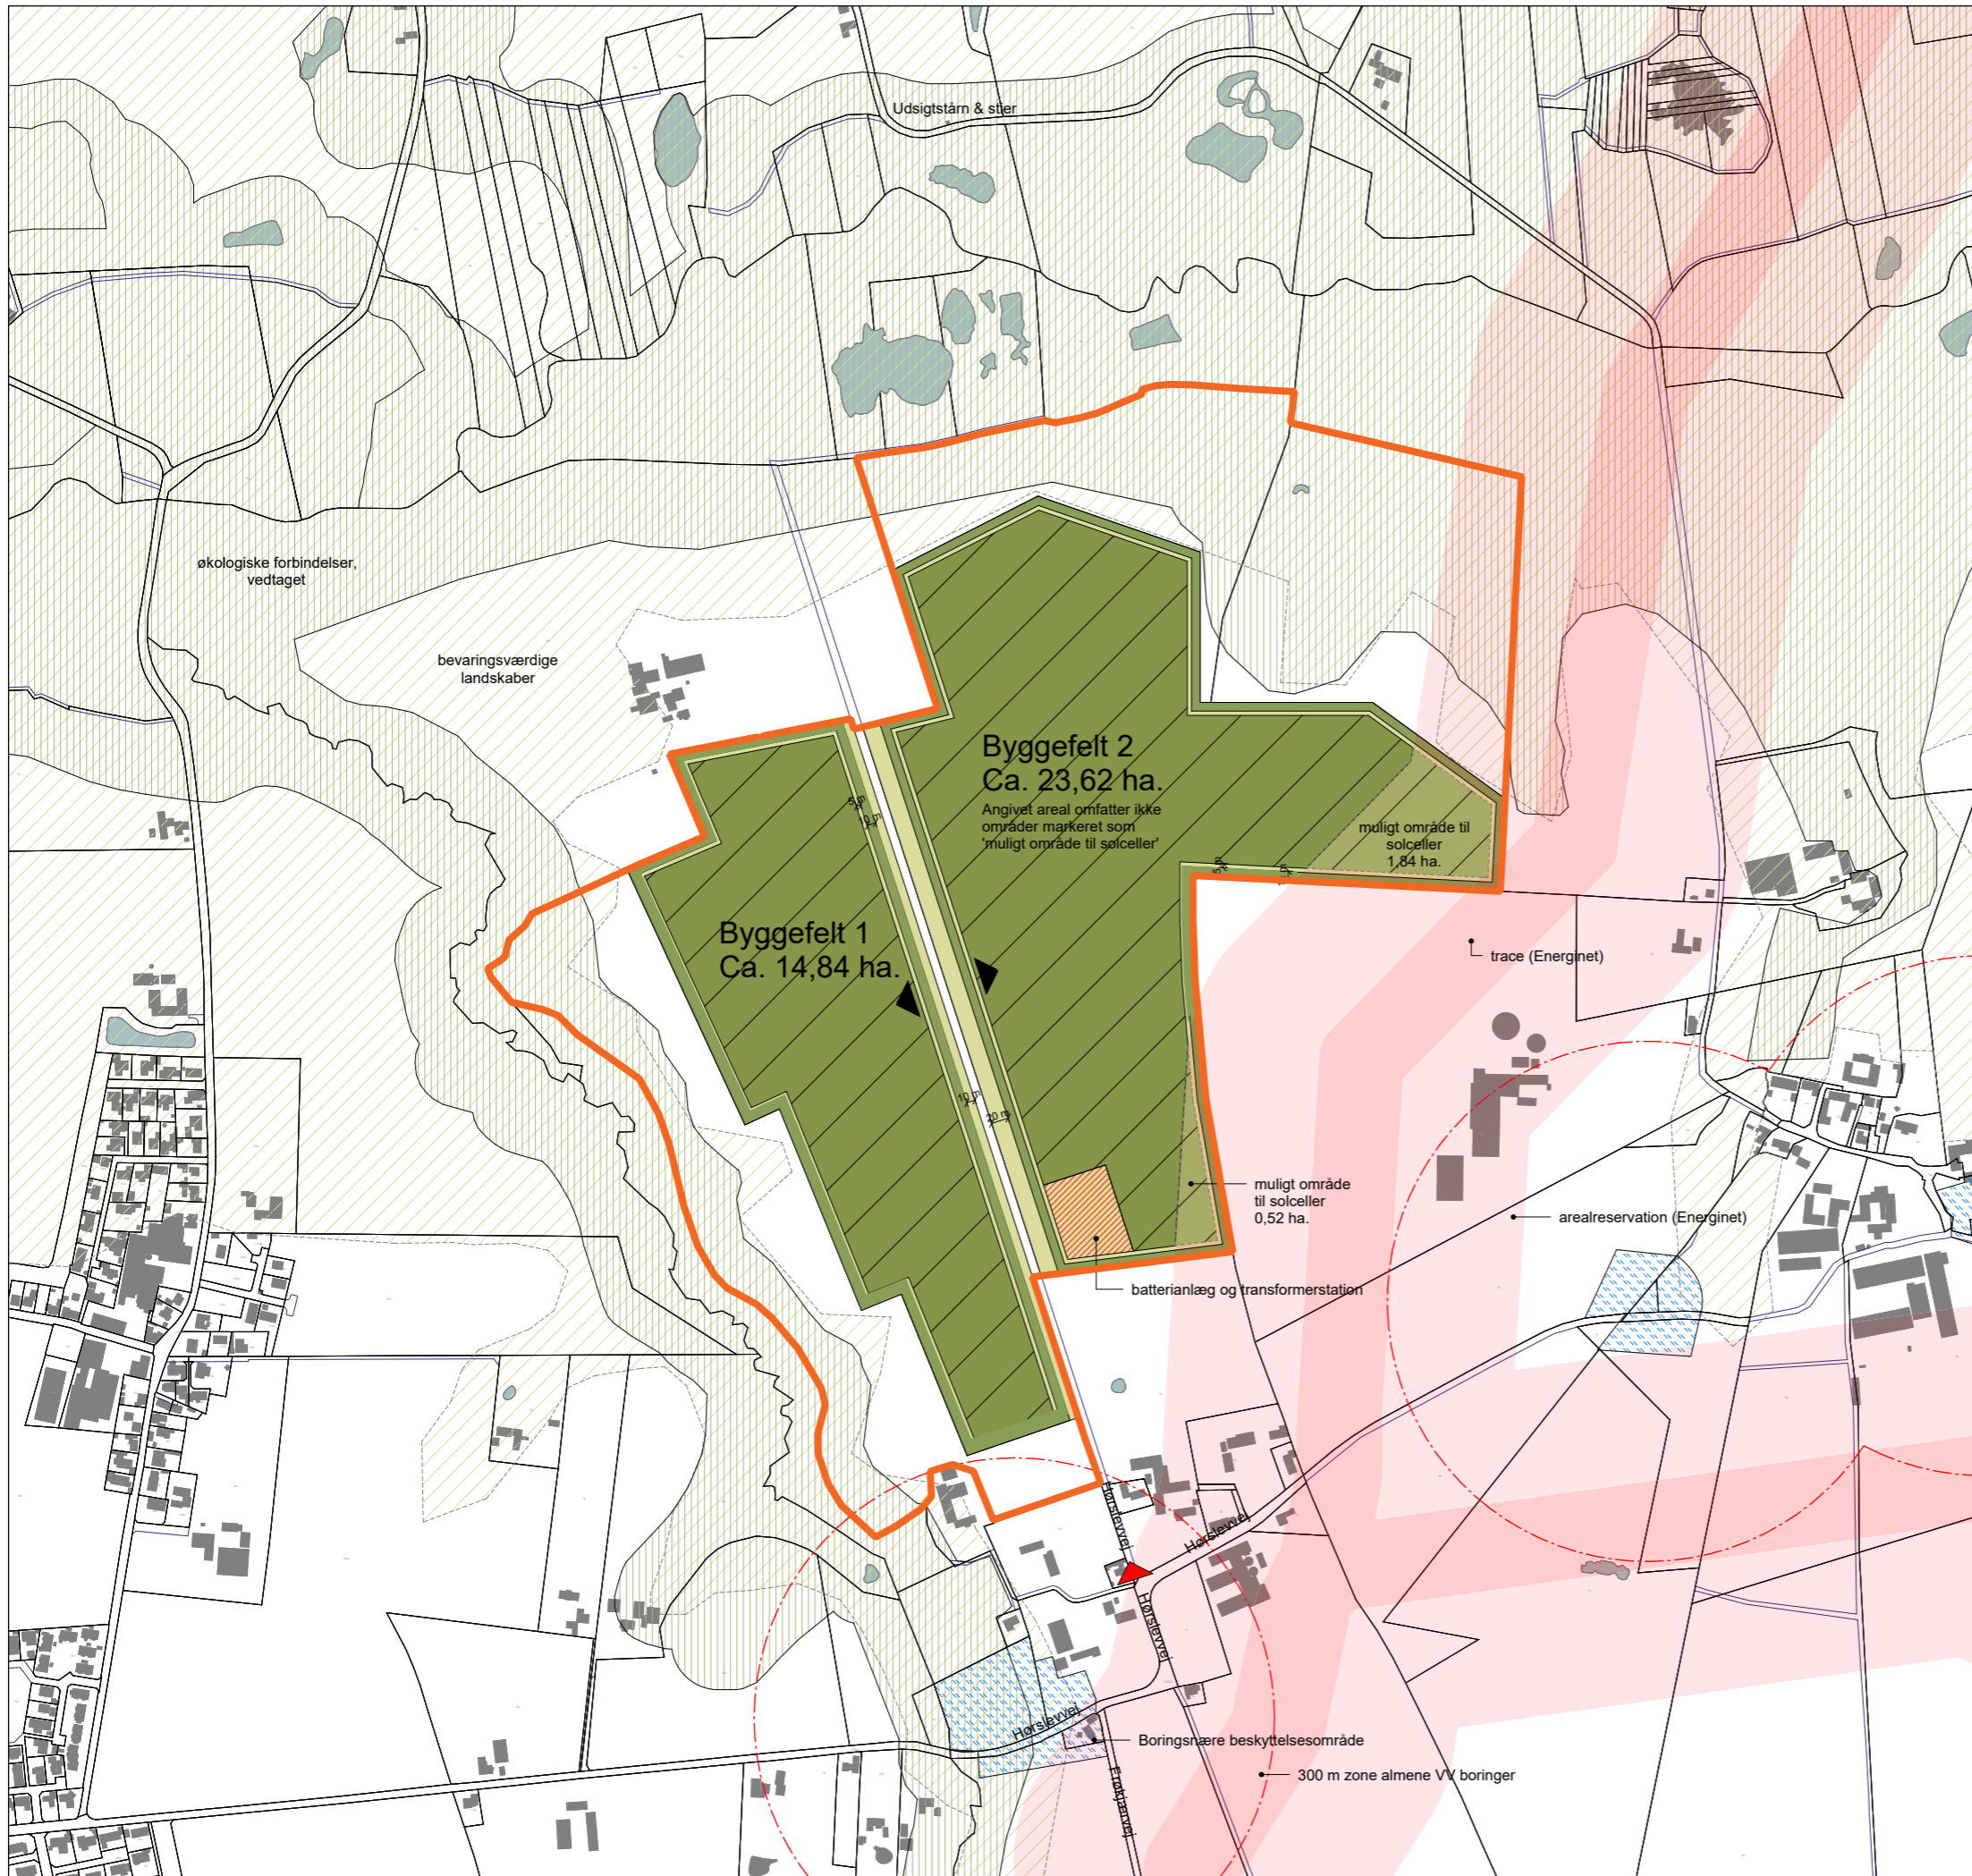 Udsigtstårn & stier
økologiske forbindelser,
vedtaget
bevaringsværdige
landskaber
Byggefelt 2
Ca. 23,62 ha.
Angivet areal omfatter ikke
områder markeret som
'muligt område til solceller'
5 m
10 m
muligt område til
solceller
1,84 ha.
5 m
Byggefelt 1
Ca. 14,84 ha.
trace (Energinet)
10 m
20 m
muligt område
til solceller
0,52 ha.
arealreservation (Energinet)
batterianlæg og transformerstation
Hørslevvej
Hørslevvej
Hørslevvej
Hørslevvej
Boringsnære beskyttelsesområde
300 m zone almene VV boringer
Frøkjærvej